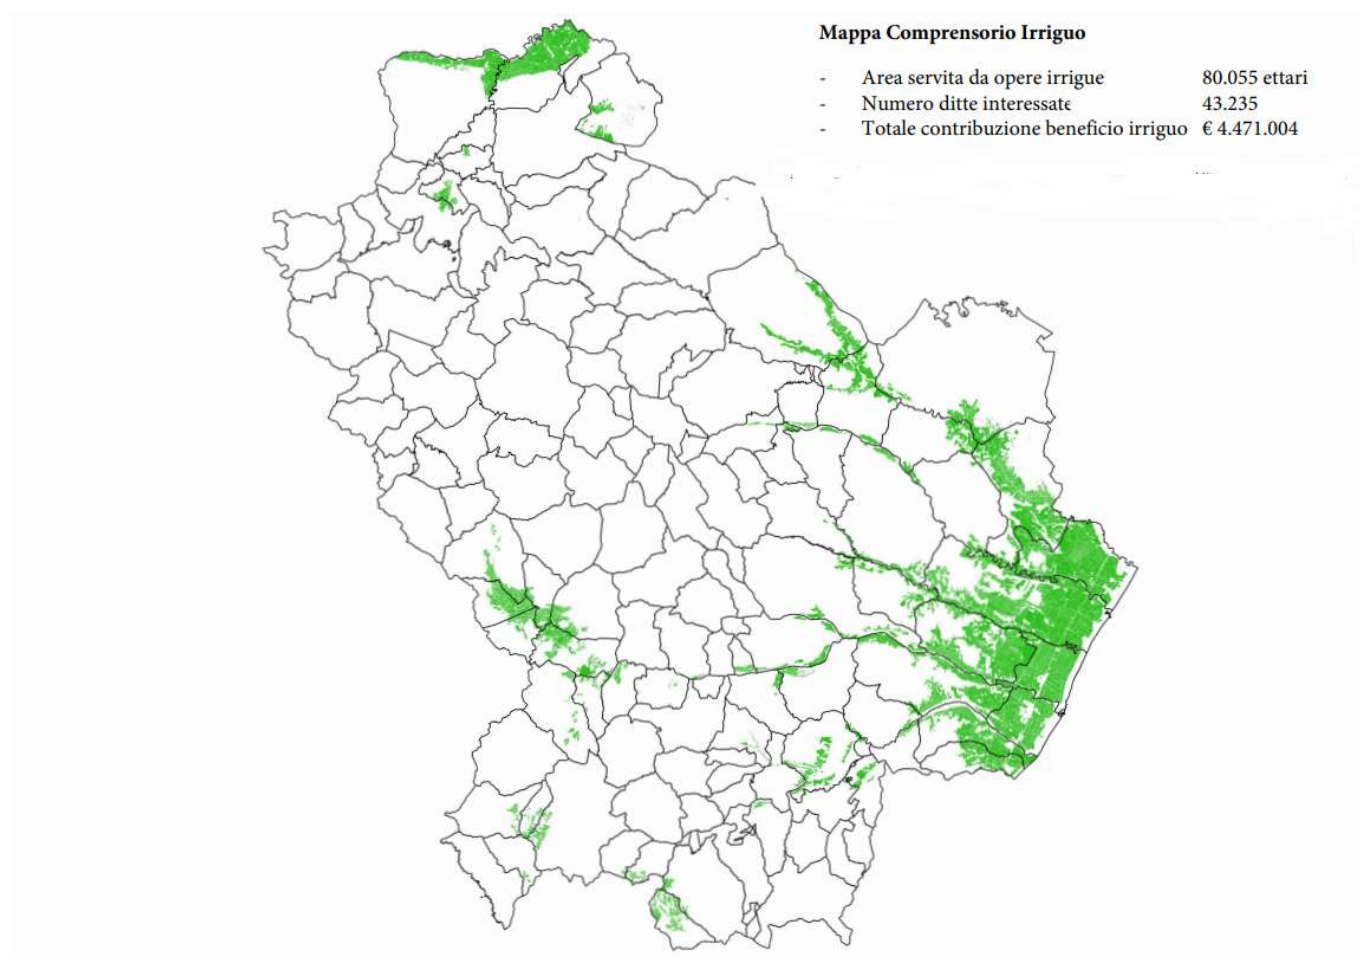 Mappa Comprensorio Irriguo
- Area servita da opere irrigue 80.055 ettari
- Numero ditte interessate 43.235
- Totale contribuzione beneficio irriguo € 4.471.004